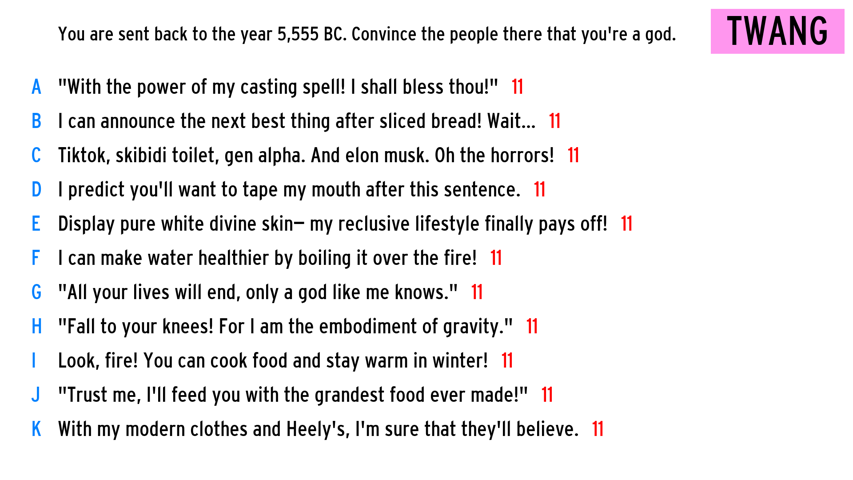 You are sent back to the year 5,555 BC. Convince the people there that you're a god.
TWANG
A "With the power of my casting spell! I shall bless thou!" 11
B I can announce the next best thing after sliced bread! Wait... 11
C Tiktok, skibidi toilet, gen alpha. And elon musk. Oh the horrors! 11
D I predict you'll want to tape my mouth after this sentence. 11
E Display pure white divine skin— my reclusive lifestyle finally pays off! 11
F I can make water healthier by boiling it over the fire! 11
G "All your lives will end, only a god like me knows." 11
H "Fall to your knees! For I am the embodiment of gravity." 11
I Look, fire! You can cook food and stay warm in winter! 11
J "Trust me, I'll feed you with the grandest food ever made!" 11
K With my modern clothes and Heely's, I'm sure that they'll believe. 11